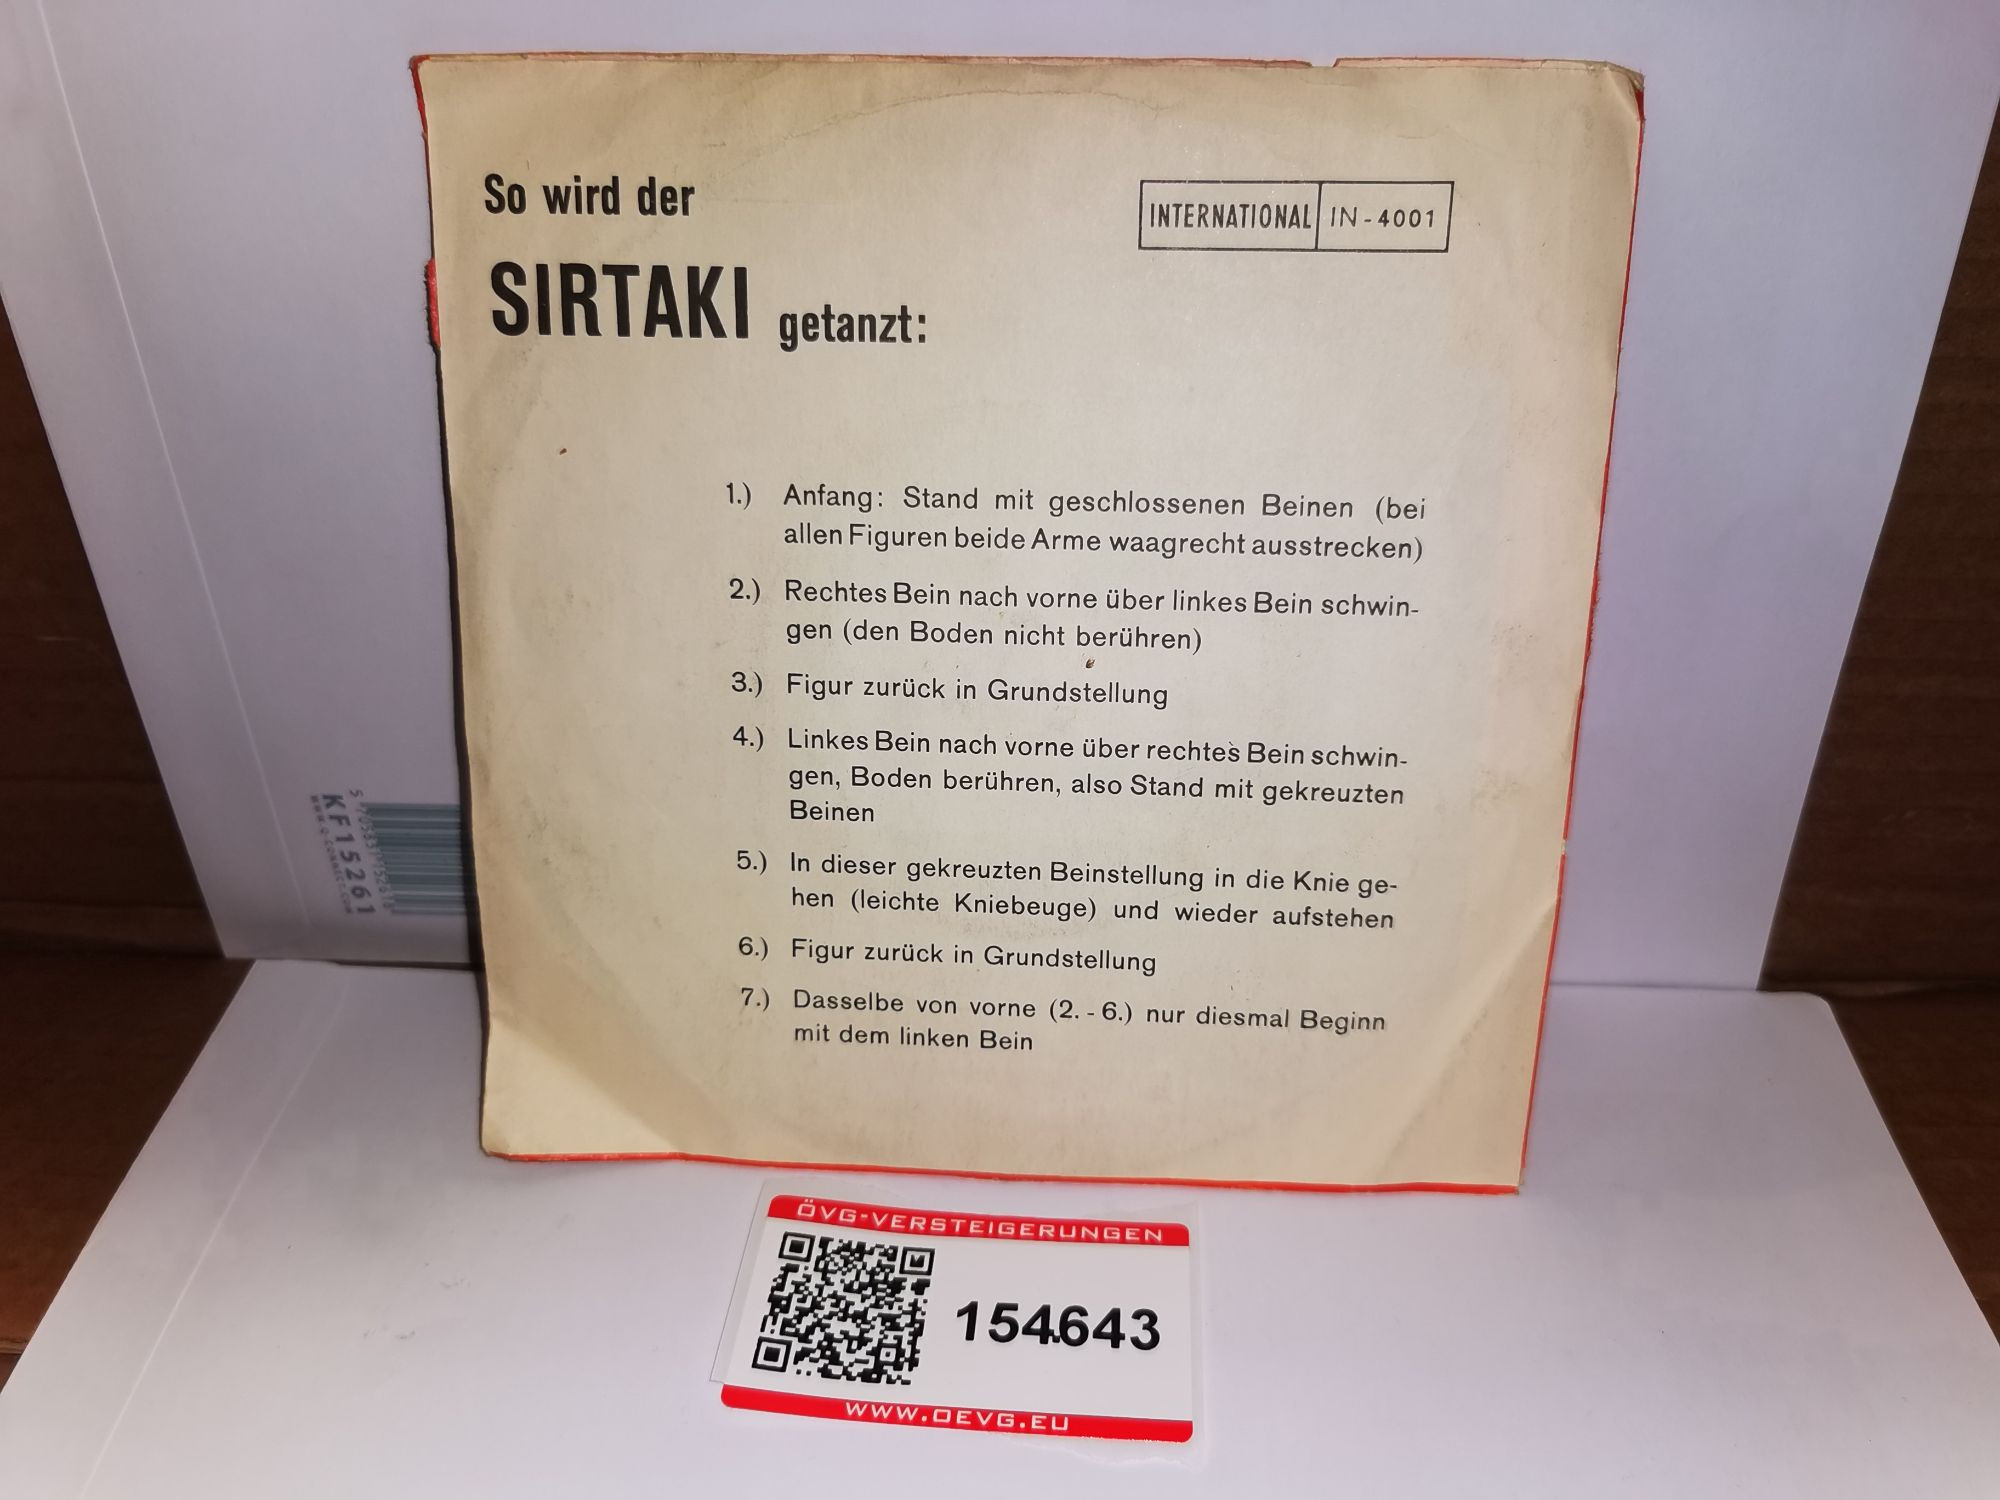 So wird der
SIRTAKI getanzt:
INTERNATIONAL IN-4001
1.) Anfang: Stand mit geschlossenen Beinen (bei
allen Figuren beide Arme waagrecht ausstrecken)
2.) Rechtes Bein nach vorne über linkes Bein schwin-
gen (den Boden nicht berühren)
3.) Figur zurück in Grundstellung
4.) Linkes Bein nach vorne über rechtes Bein schwin-
gen, Boden berühren, also Stand mit gekreuzten
Beinen
5.) In dieser gekreuzten Beinstellung in die Knie ge-
hen (leichte Kniebeuge) und wieder aufstehen
6.) Figur zurück in Grundstellung
7.) Dasselbe von vorne (2. - 6.) nur diesmal Beginn
mit dem linken Bein
KF15261
ÖVG-VERSTEIGERUNGEN
154643
WWW.OEVG.EU